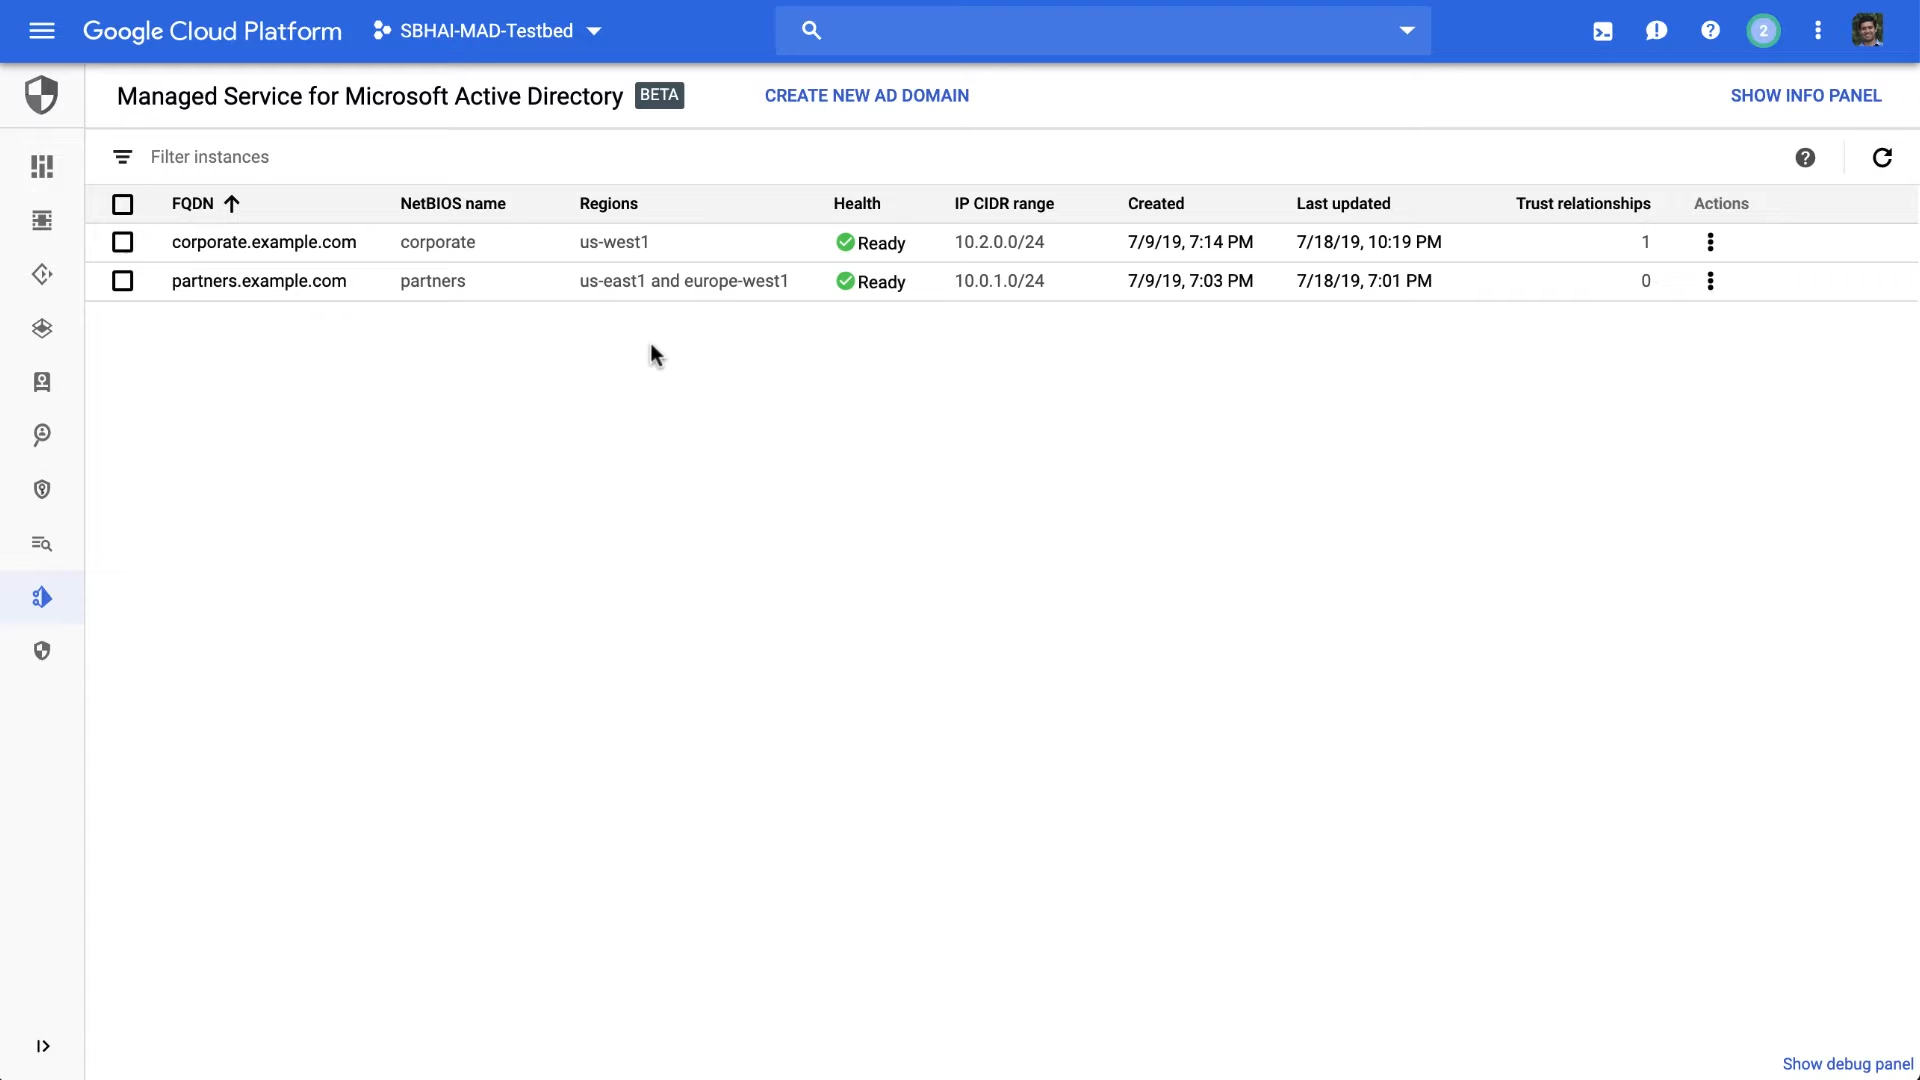 Google Cloud Platform SBHAI-MAD-Testbed 2
Managed Service for Microsoft Active Directory BETA CREATE NEW AD DOMAIN SHOW INFO PANEL
Filter instances
FQDN NetBIOS name Regions Health IP CIDR range Created Last updated Trust relationships Actions
corporate.example.com corporate us-west1 Ready 10.2.0.0/24 7/9/19, 7:14 PM 7/18/19, 10:19 PM 1
partners.example.com partners us-east1 and europe-west1 Ready 10.0.1.0/24 7/9/19, 7:03 PM 7/18/19, 7:01 PM 0
Show debug panel